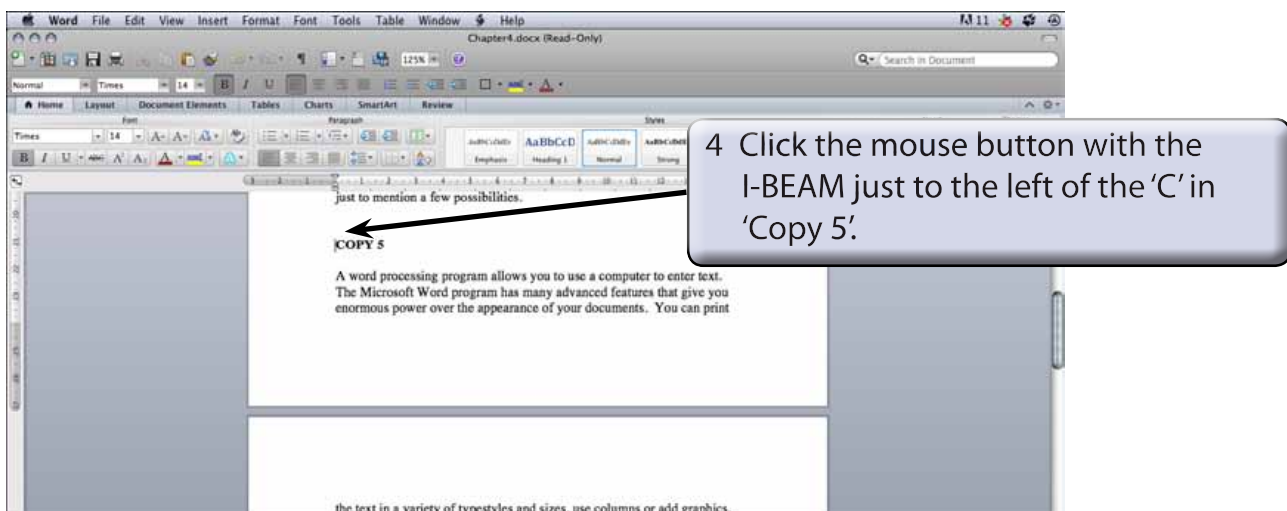 Word File Edit View Insert Format Font Tools Table Window Help
11
Chapter4.docx (Read-Only)
125%
Search in Document
Normal Times 14 B I U
Home Layout Document Elements Tables Charts SmartArt Review
Font Paragraph Styles
Times 14
B I U
AaBbCcD
Emphasis Heading 1 Normal Strong
4 Click the mouse button with the
I-BEAM just to the left of the ‘C’ in
‘Copy 5’.
just to mention a few possibilities.
COPY 5
A word processing program allows you to use a computer to enter text.
The Microsoft Word program has many advanced features that give you
enormous power over the appearance of your documents. You can print
the text in a variety of typestyles and sizes, use columns or add graphics.